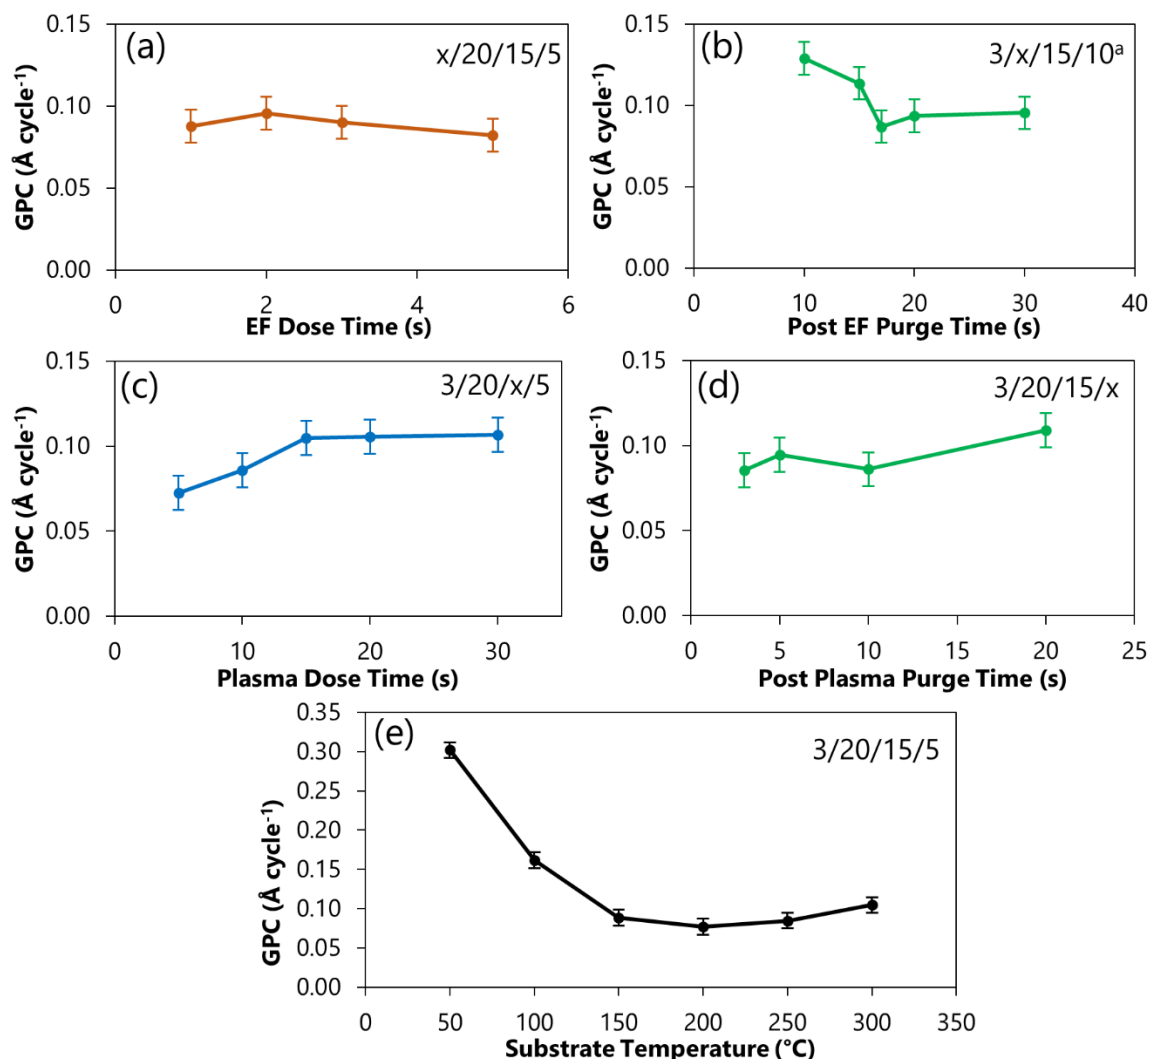 (a)
x/20/15/5
0.15
0.10
0.05
0.00
GPC (Å cycle⁻¹)
0 2 4 6
EF Dose Time (s)
(b)
3/x/15/10ᵃ
0.15
0.10
0.05
0.00
GPC (Å cycle⁻¹)
0 10 20 30 40
Post EF Purge Time (s)
(c)
3/20/x/5
0.15
0.10
0.05
0.00
GPC (Å cycle⁻¹)
0 10 20 30
Plasma Dose Time (s)
(d)
3/20/15/x
0.15
0.10
0.05
0.00
GPC (Å cycle⁻¹)
0 5 10 15 20 25
Post Plasma Purge Time (s)
(e)
3/20/15/5
0.35
0.30
0.25
0.20
0.15
0.10
0.05
0.00
GPC (Å cycle⁻¹)
0 50 100 150 200 250 300 350
Substrate Temperature (°C)